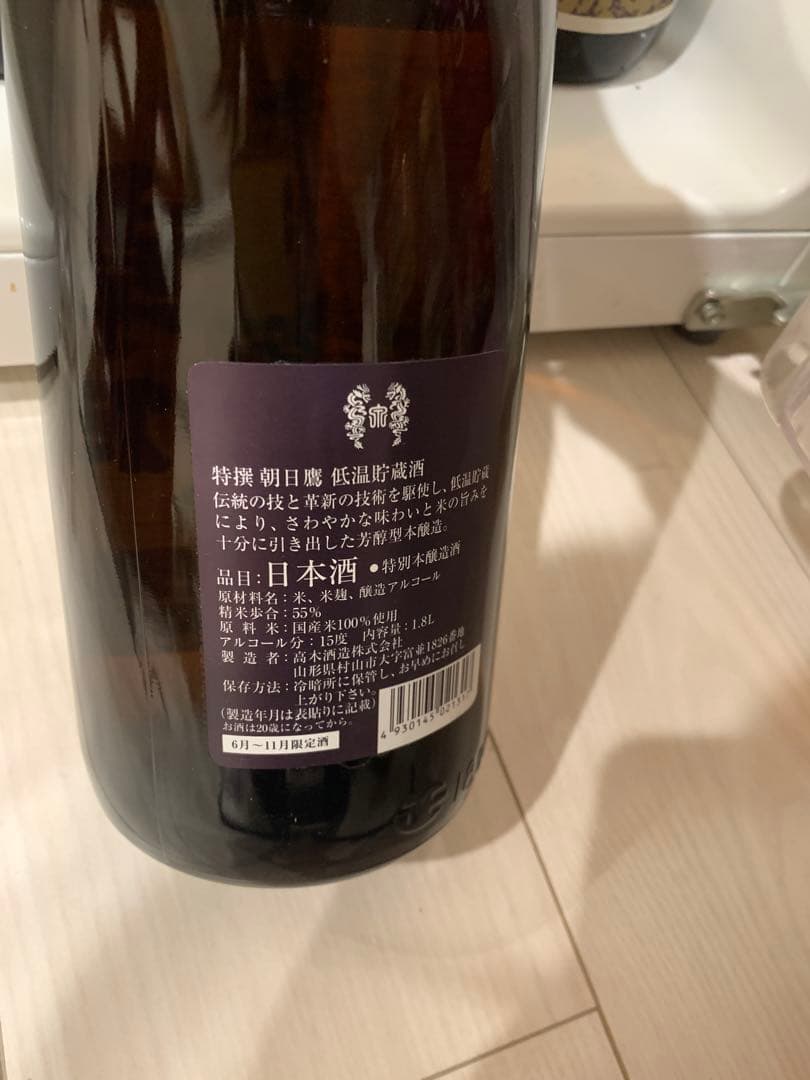 特撰 朝日鷹 低温貯蔵酒
伝統の技と革新の技術を駆使し、低温貯蔵
により、さわやかな味わいと米の旨みを
十分に引き出した芳醇型本醸造。
品目：日本酒 ●特別本醸造酒
原材料名：米、米麹、醸造アルコール
精米歩合：55%
原料米：国産米100%使用
アルコール分：15度 内容量：1.8L
製造者：高木酒造株式会社
山形県村山市大字富並1826番地
保存方法：冷暗所に保管し、お早めにお召し
上がり下さい。
（製造年月は表貼りに記載）
お酒は20歳になってから。
6月～11月限定酒